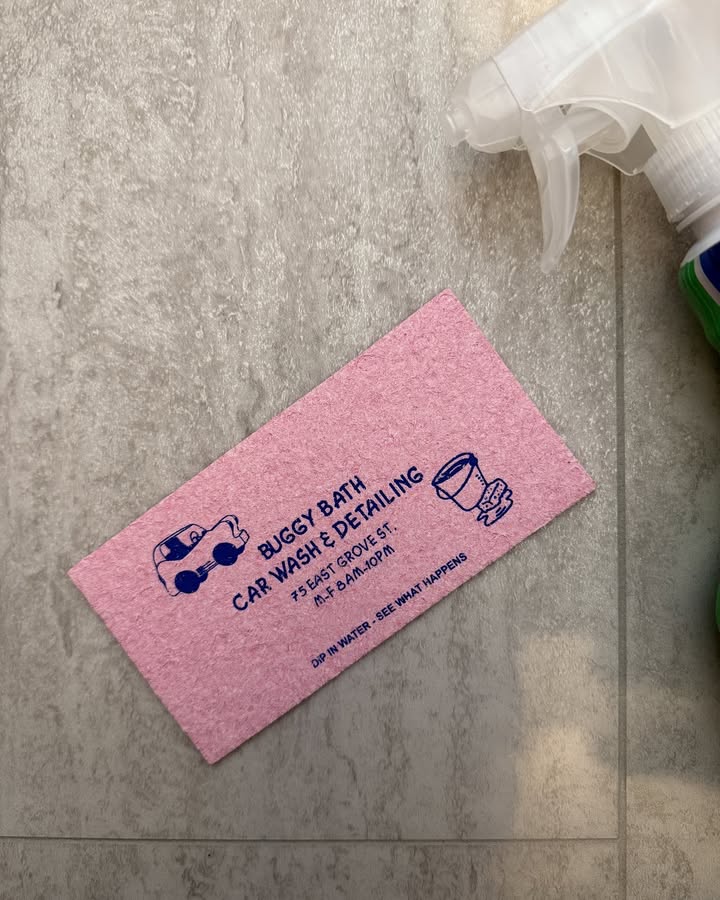 BUGGY BATH
CAR WASH & DETAILING
75 EAST GROVE ST.
M-F 8AM-10PM
DIP IN WATER - SEE WHAT HAPPENS